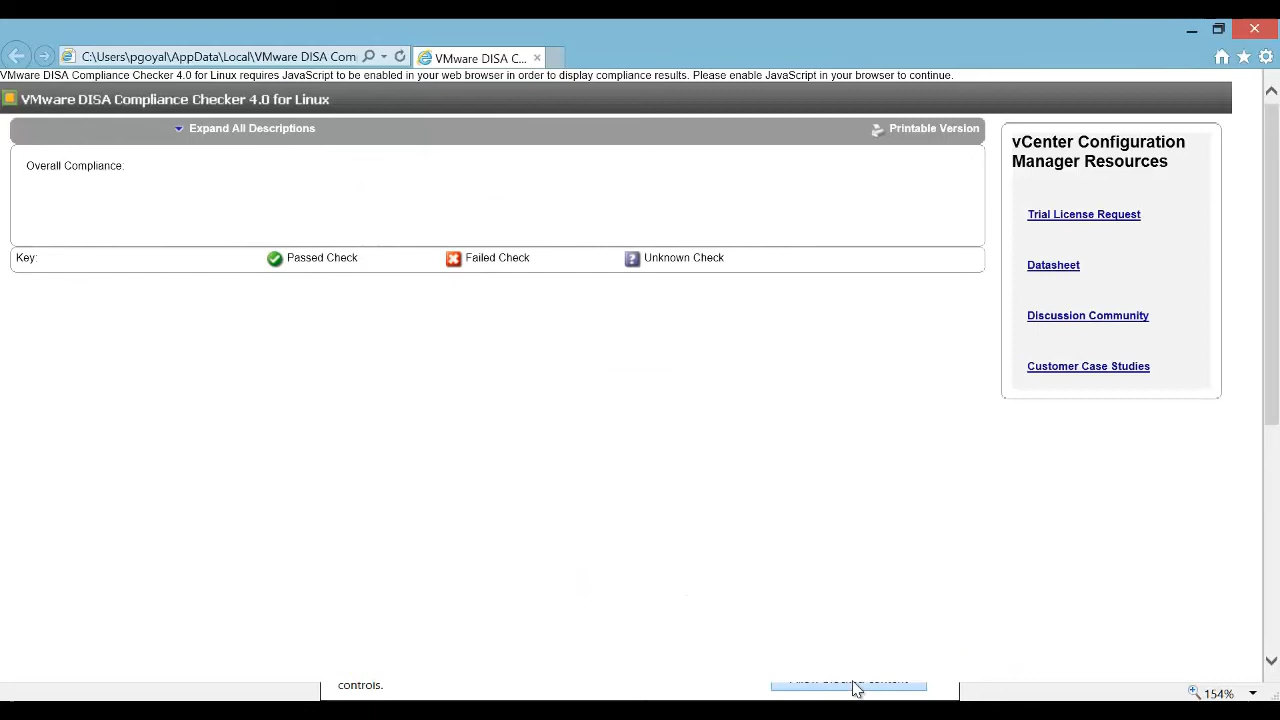 C:\Users\pgoyal\AppData\Local\VMware DISA Com
VMware DISA C...
VMware DISA Compliance Checker 4.0 for Linux requires JavaScript to be enabled in your web browser in order to display compliance results. Please enable JavaScript in your browser to continue.
VMware DISA Compliance Checker 4.0 for Linux
Expand All Descriptions
Printable Version
Overall Compliance:
Key:
Passed Check
Failed Check
Unknown Check
vCenter Configuration
Manager Resources
Trial License Request
Datasheet
Discussion Community
Customer Case Studies
controls.
154%